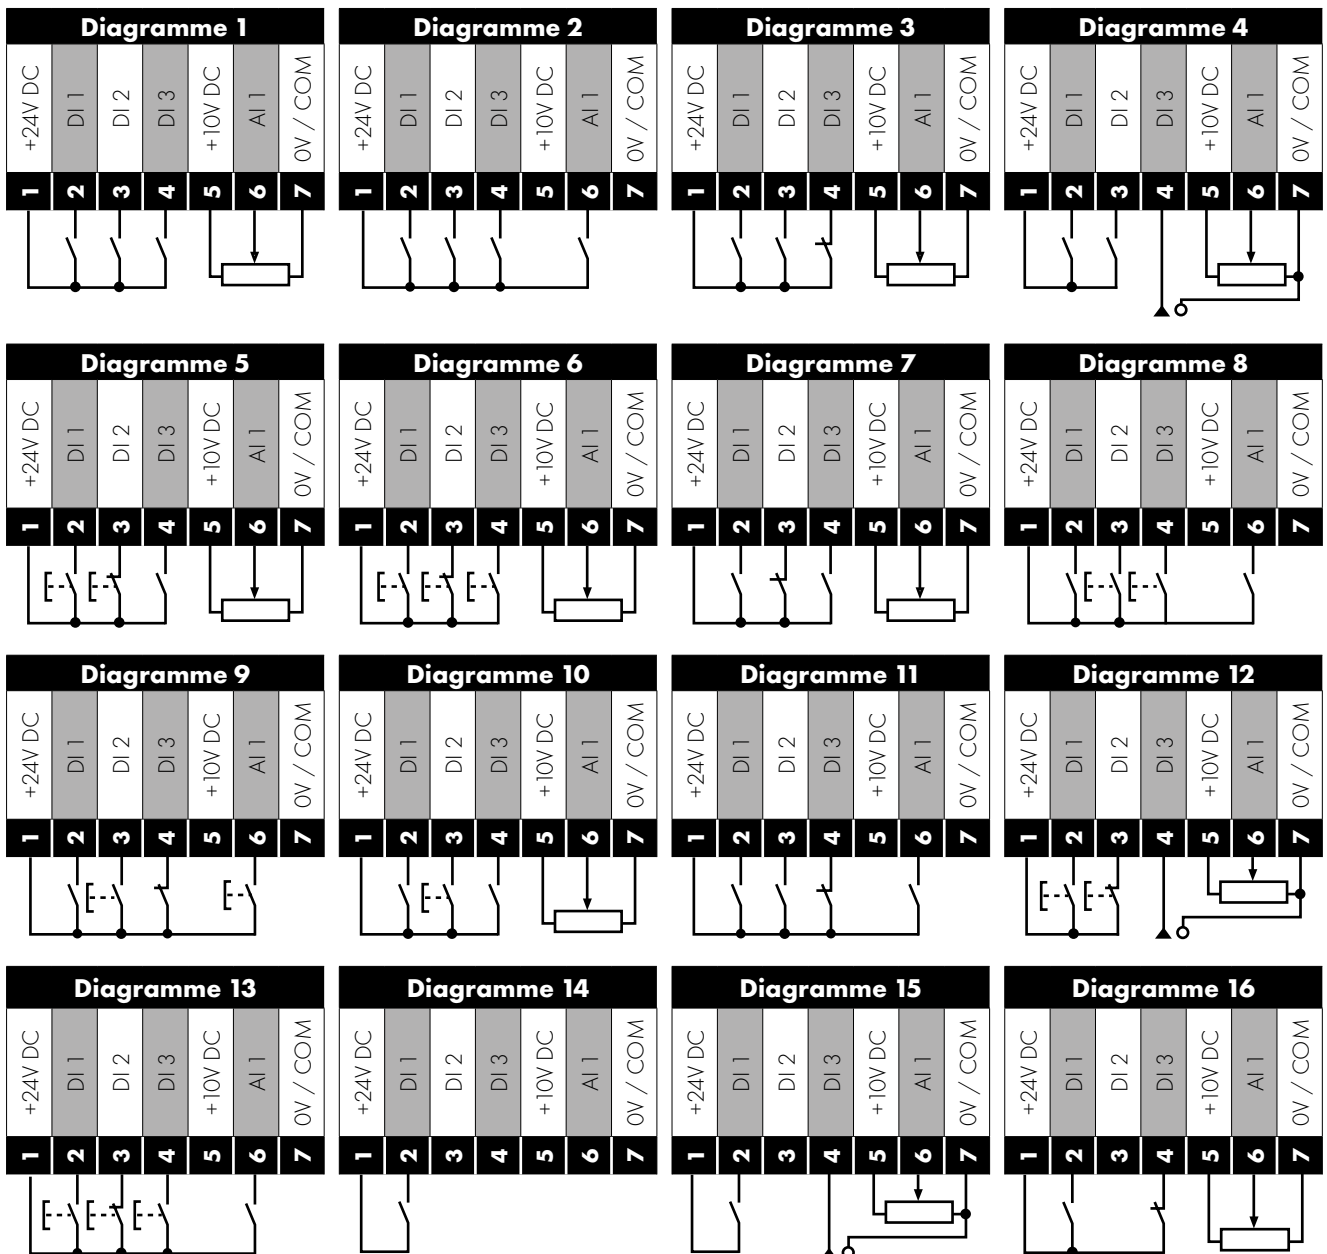 Diagramme 1
+24V DC DI 1 DI 2 DI 3 +10V DC AI 1 0V / COM
1 2 3 4 5 6 7
Diagramme 2
+24V DC DI 1 DI 2 DI 3 +10V DC AI 1 0V / COM
1 2 3 4 5 6 7
Diagramme 3
+24V DC DI 1 DI 2 DI 3 +10V DC AI 1 0V / COM
1 2 3 4 5 6 7
Diagramme 4
+24V DC DI 1 DI 2 DI 3 +10V DC AI 1 0V / COM
1 2 3 4 5 6 7
Diagramme 5
+24V DC DI 1 DI 2 DI 3 +10V DC AI 1 0V / COM
1 2 3 4 5 6 7
Diagramme 6
+24V DC DI 1 DI 2 DI 3 +10V DC AI 1 0V / COM
1 2 3 4 5 6 7
Diagramme 7
+24V DC DI 1 DI 2 DI 3 +10V DC AI 1 0V / COM
1 2 3 4 5 6 7
Diagramme 8
+24V DC DI 1 DI 2 DI 3 +10V DC AI 1 0V / COM
1 2 3 4 5 6 7
Diagramme 9
+24V DC DI 1 DI 2 DI 3 +10V DC AI 1 0V / COM
1 2 3 4 5 6 7
Diagramme 10
+24V DC DI 1 DI 2 DI 3 +10V DC AI 1 0V / COM
1 2 3 4 5 6 7
Diagramme 11
+24V DC DI 1 DI 2 DI 3 +10V DC AI 1 0V / COM
1 2 3 4 5 6 7
Diagramme 12
+24V DC DI 1 DI 2 DI 3 +10V DC AI 1 0V / COM
1 2 3 4 5 6 7
Diagramme 13
+24V DC DI 1 DI 2 DI 3 +10V DC AI 1 0V / COM
1 2 3 4 5 6 7
Diagramme 14
+24V DC DI 1 DI 2 DI 3 +10V DC AI 1 0V / COM
1 2 3 4 5 6 7
Diagramme 15
+24V DC DI 1 DI 2 DI 3 +10V DC AI 1 0V / COM
1 2 3 4 5 6 7
Diagramme 16
+24V DC DI 1 DI 2 DI 3 +10V DC AI 1 0V / COM
1 2 3 4 5 6 7